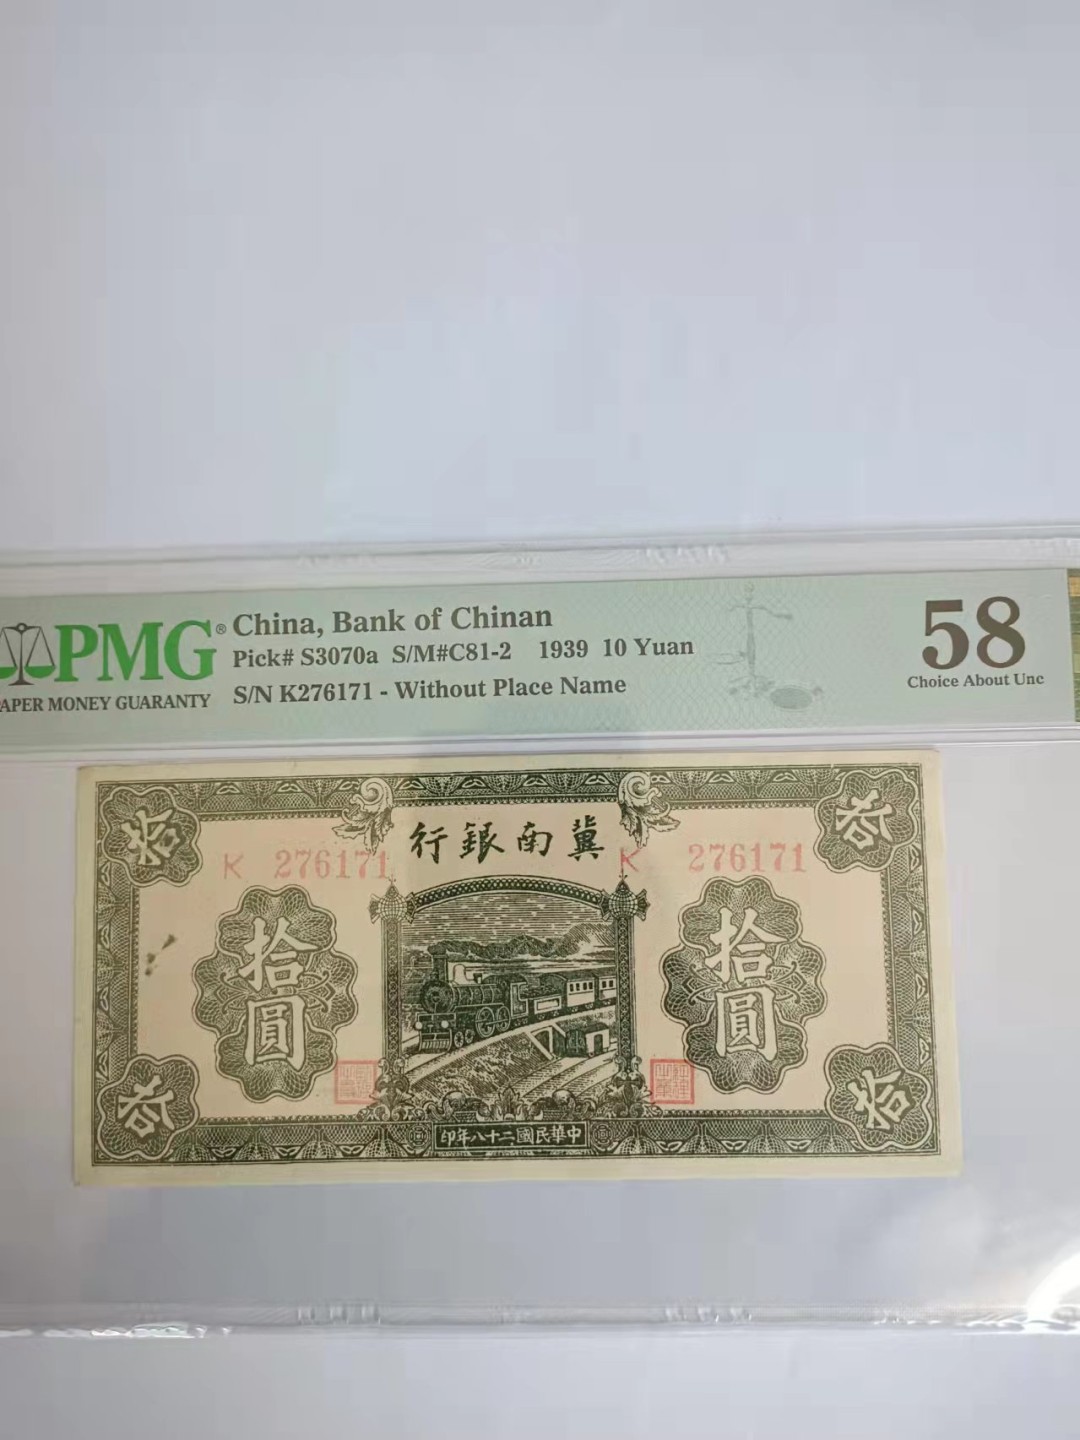 PMG®
PAPER MONEY GUARANTY
China, Bank of Chinan
Pick# S3070a S/M#C81-2 1939 10 Yuan
S/N K276171 - Without Place Name
58
Choice About Unc
拾
拾
行銀南冀
K 276171
K 276171
拾圓
拾圓
拾
拾
印年八十二國民華中